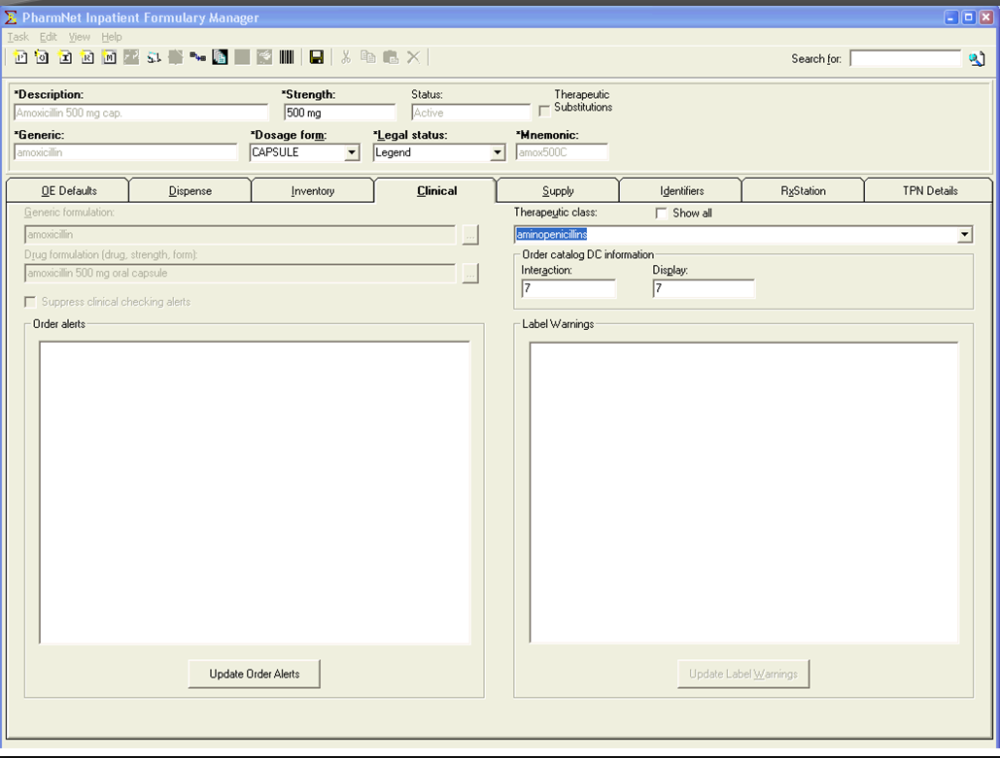 PharmNet Inpatient Formulary Manager
Task Edit View Help
Search for:
*Description: *Strength: Status: Therapeutic Substitutions
Amoxicillin 500 mg cap. 500 mg Active
*Generic: *Dosage form: *Legal status: *Mnemonic:
amoxicillin CAPSULE Legend amox500C
OE Defaults Dispense Inventory Clinical Supply Identifiers RxStation TPN Details
Generic formulation: Therapeutic class: Show all
amoxicillin ... aminopenicillins
Drug formulation (drug, strength, form): Order catalog DC information
amoxicillin 500 mg oral capsule ... Interaction: Display:
7 7
Suppress clinical checking alerts
Order alerts Label Warnings
Update Order Alerts Update Label Warnings